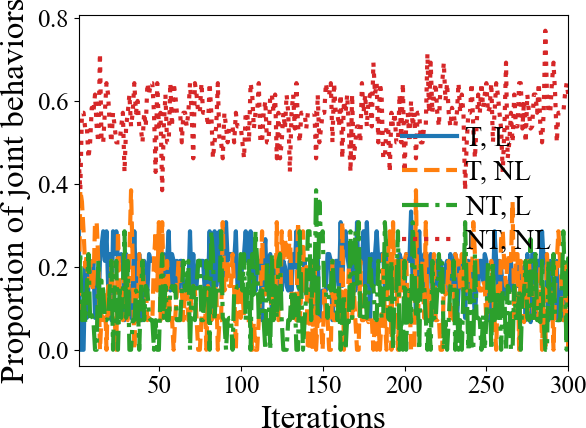 Proportion of joint behaviors
0.8
0.6
0.4
0.2
0.0
T, L
T, NL
NT, L
NT, NL
50
100
150
200
250
300
Iterations